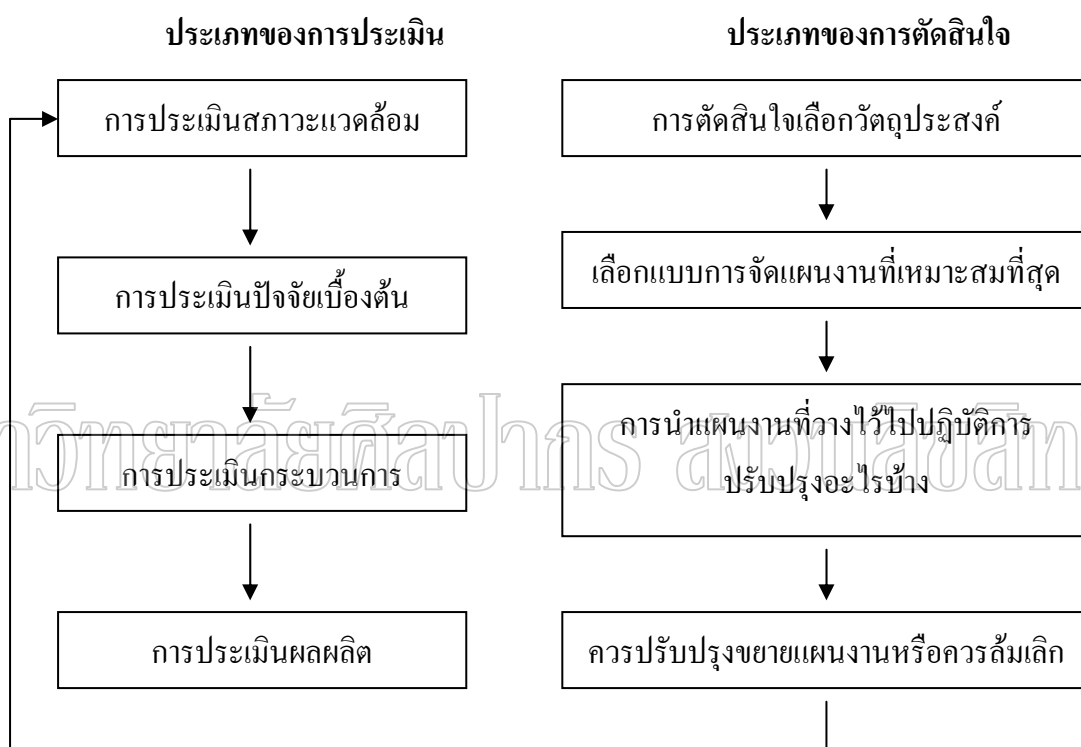 ประเภทของการประเมิน
ประเภทของการตัดสินใจ
การประเมินสภาวะแวดล้อม
การตัดสินใจเลือกวัตถุประสงค์
การประเมินปัจจัยเบื้องต้น
เลือกแบบการจัดแผนงานที่เหมาะสมที่สุด
การประเมินกระบวนการ
การนำแผนงานที่วางไว้ไปปฏิบัติการ
ปรับปรุงอะไรบ้าง
การประเมินผลผลิต
ควรปรับปรุงขยายแผนงานหรือควรล้มเลิก